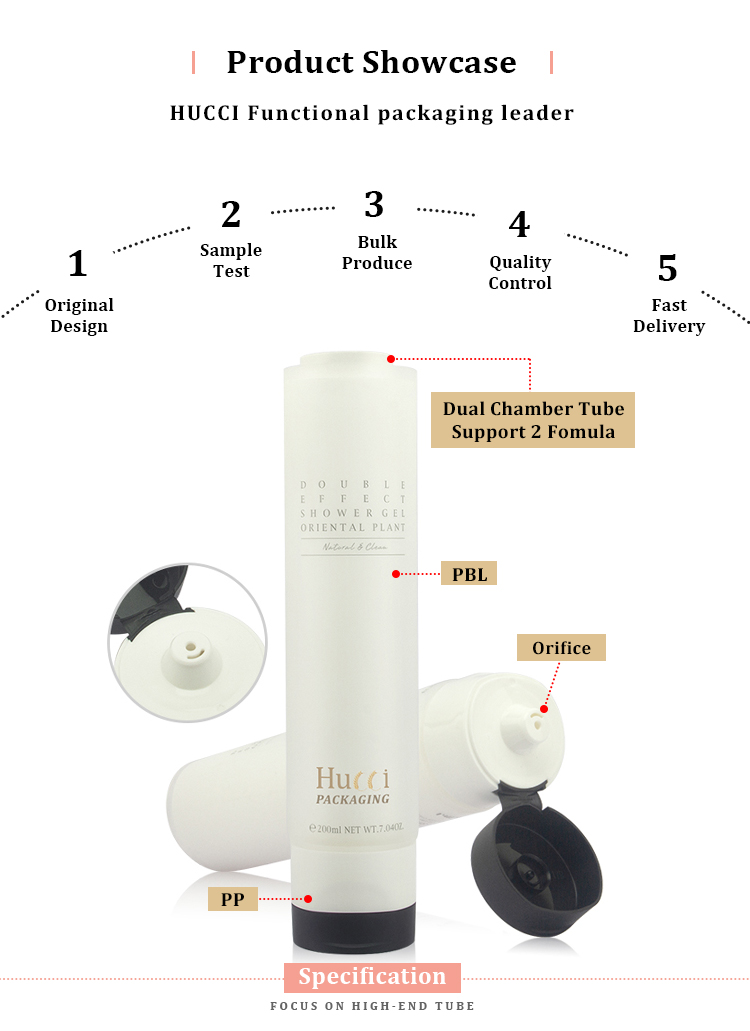 Product Showcase
HUCCI Functional packaging leader
1
Original
Design
2
Sample
Test
3
Bulk
Produce
4
Quality
Control
5
Fast
Delivery
Dual Chamber Tube
Support 2 Fomula
DOUBLE
EFFECT
SHOWER GEL
ORIENTAL PLANT
Natural & Clean
PBL
Orifice
Hucci
PACKAGING
℮200ml NET WT.7.04OZ.
PP
Specification
FOCUS ON HIGH-END TUBE